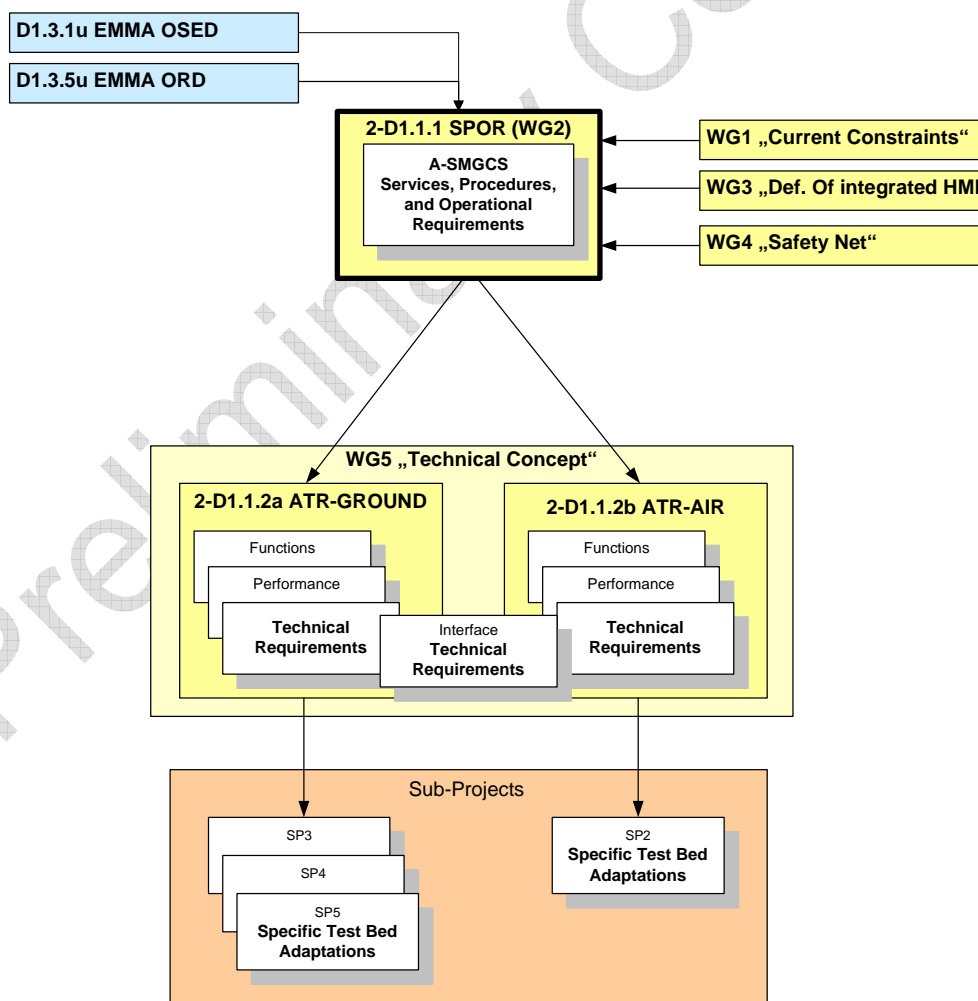 D1.3.1u EMMA OSED
D1.3.5u EMMA ORD
2-D1.1.1 SPOR (WG2)
A-SMGCS
Services, Procedures,
and Operational
Requirements
WG1 „Current Constraints“
WG3 „Def. Of integrated HMI
WG4 „Safety Net“
WG5 „Technical Concept“
2-D1.1.2a ATR-GROUND
Functions
Performance
Technical
Requirements
Interface
Technical
Requirements
2-D1.1.2b ATR-AIR
Functions
Performance
Technical
Requirements
Sub-Projects
SP3
SP4
SP5
Specific Test Bed
Adaptations
SP2
Specific Test Bed
Adaptations